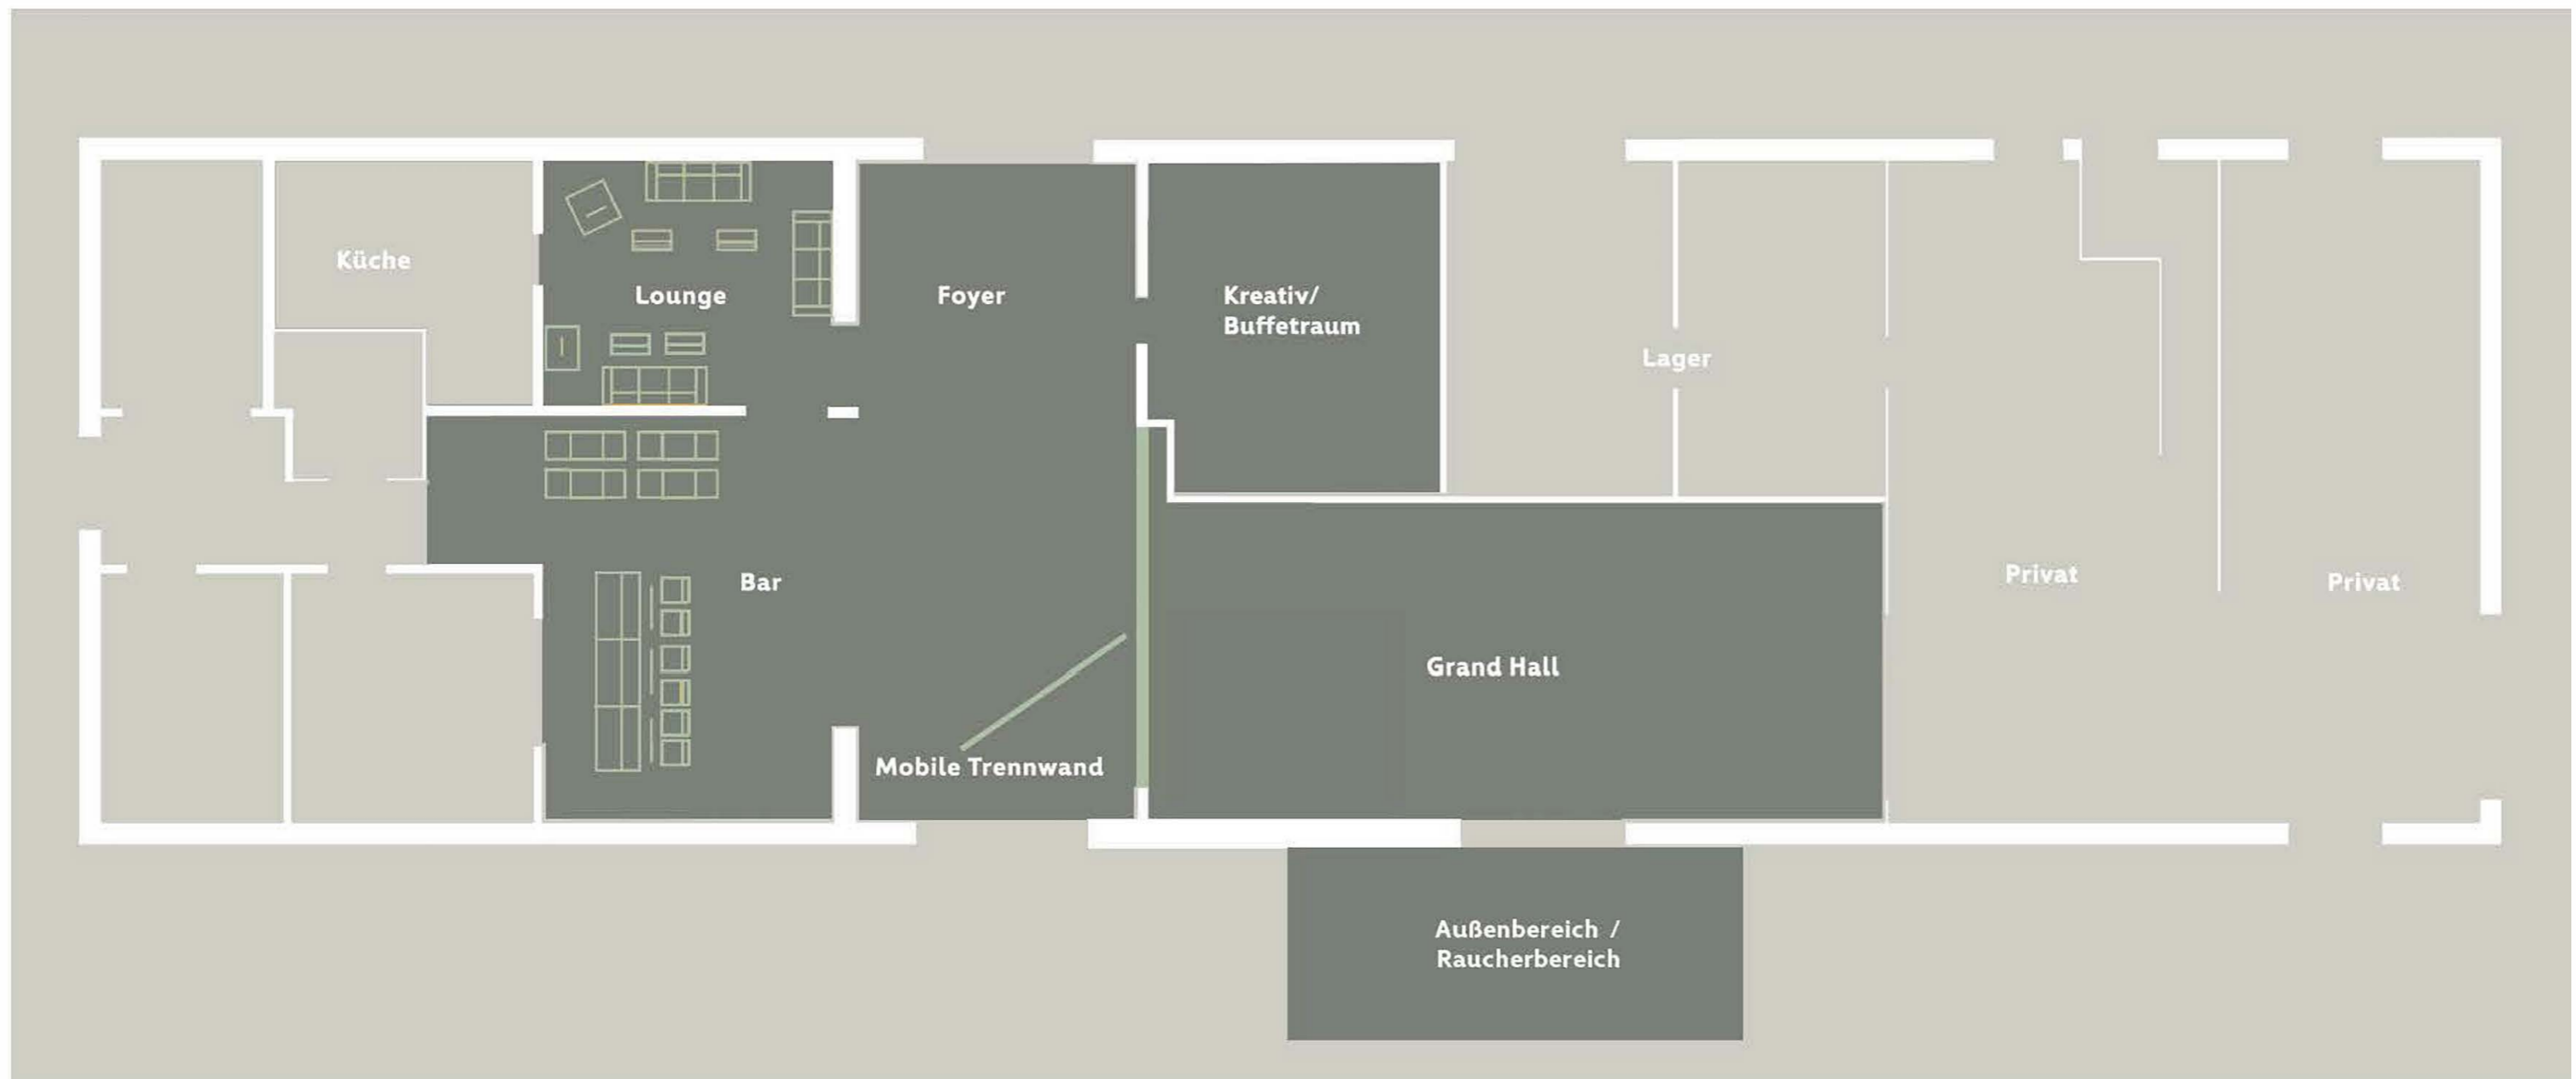 Küche
Lounge
Foyer
Kreativ/
Buffetraum
Lager
Bar
Privat
Privat
Grand Hall
Mobile Trennwand
Außenbereich /
Raucherbereich